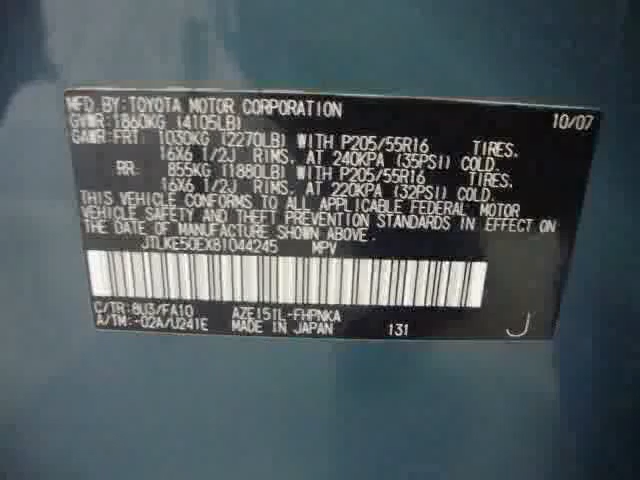 MFD. BY: TOYOTA MOTOR CORPORATION 10/07
GVWR: 1860KG (4105LB)
GAWR: FRT 1030KG (2270LB) WITH P205/55R16 TIRES.
16X6 1/2J RIMS. AT 240KPA (35PSI) COLD.
RR 855KG (1880LB) WITH P205/55R16 TIRES.
16X6 1/2J RIMS. AT 220KPA (32PSI) COLD.
THIS VEHICLE CONFORMS TO ALL APPLICABLE FEDERAL MOTOR
VEHICLE SAFETY AND THEFT PREVENTION STANDARDS IN EFFECT ON
THE DATE OF MANUFACTURE SHOWN ABOVE.
JTLKE50EX81044245 MPV
C/TR: 8U3/FA10 AZE151L-FHPNKA
A/TM: -02A/U241E MADE IN JAPAN 131 J